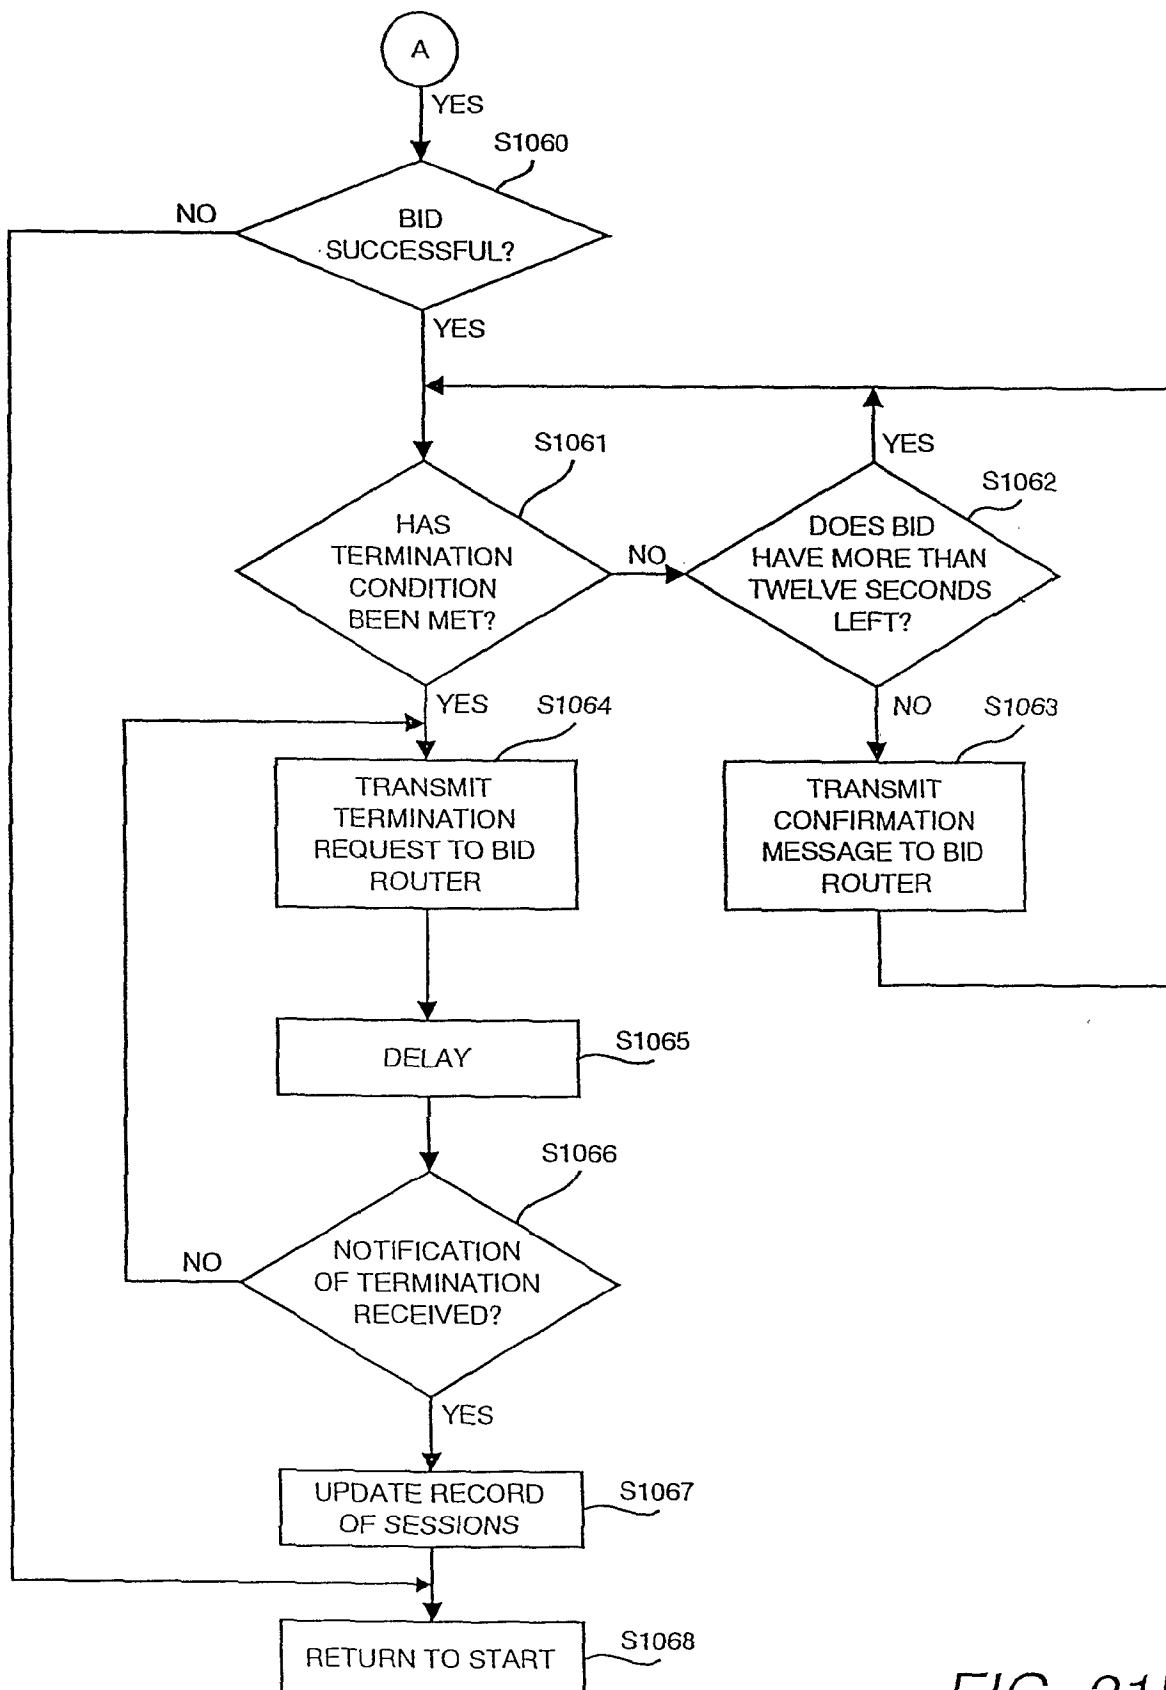 A
YES
S1060
NO
BID
SUCCESSFUL?
YES
S1061
YES
S1062
HAS
TERMINATION
CONDITION
BEEN MET?
NO
DOES BID
HAVE MORE THAN
TWELVE SECONDS
LEFT?
YES
S1064
NO
S1063
TRANSMIT
TERMINATION
REQUEST TO BID
ROUTER
TRANSMIT
CONFIRMATION
MESSAGE TO BID
ROUTER
DELAY
S1065
S1066
NO
NOTIFICATION
OF TERMINATION
RECEIVED?
YES
UPDATE RECORD
OF SESSIONS
S1067
RETURN TO START
S1068
FIG.